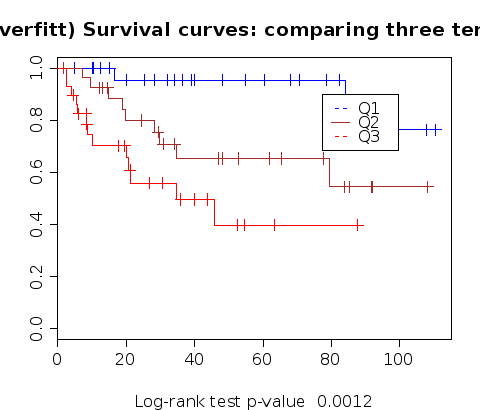 verfitt) Survival curves: comparing three ter
1.0
0.8
0.6
0.4
0.2
0.0
Q1
Q2
Q3
0 20 40 60 80 100
Log-rank test p-value 0.0012